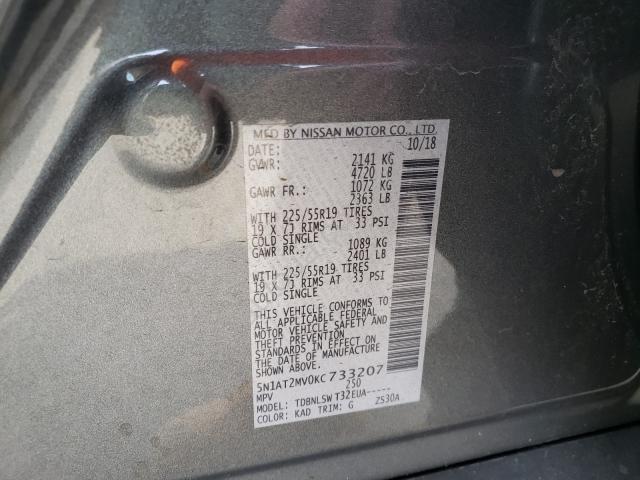 MFD BY NISSAN MOTOR CO., LTD.
DATE: 10/18
GVWR: 2141 KG
4720 LB
GAWR FR.: 1072 KG
2363 LB
WITH 225/55R19 TIRES
19 X 7J RIMS AT 33 PSI
COLD SINGLE
GAWR RR.: 1089 KG
2401 LB
WITH 225/55R19 TIRES
19 X 7J RIMS AT 33 PSI
COLD SINGLE
THIS VEHICLE CONFORMS TO
ALL APPLICABLE FEDERAL
MOTOR VEHICLE SAFETY AND
THEFT PREVENTION
STANDARDS IN EFFECT ON
THE DATE OF MANUFACTURE
SHOWN ABOVE.
5N1AT2MV0KC733207
MPV 250
MODEL: TDBNLSWT32EUA-----
COLOR: KAD TRIM: G Z530A